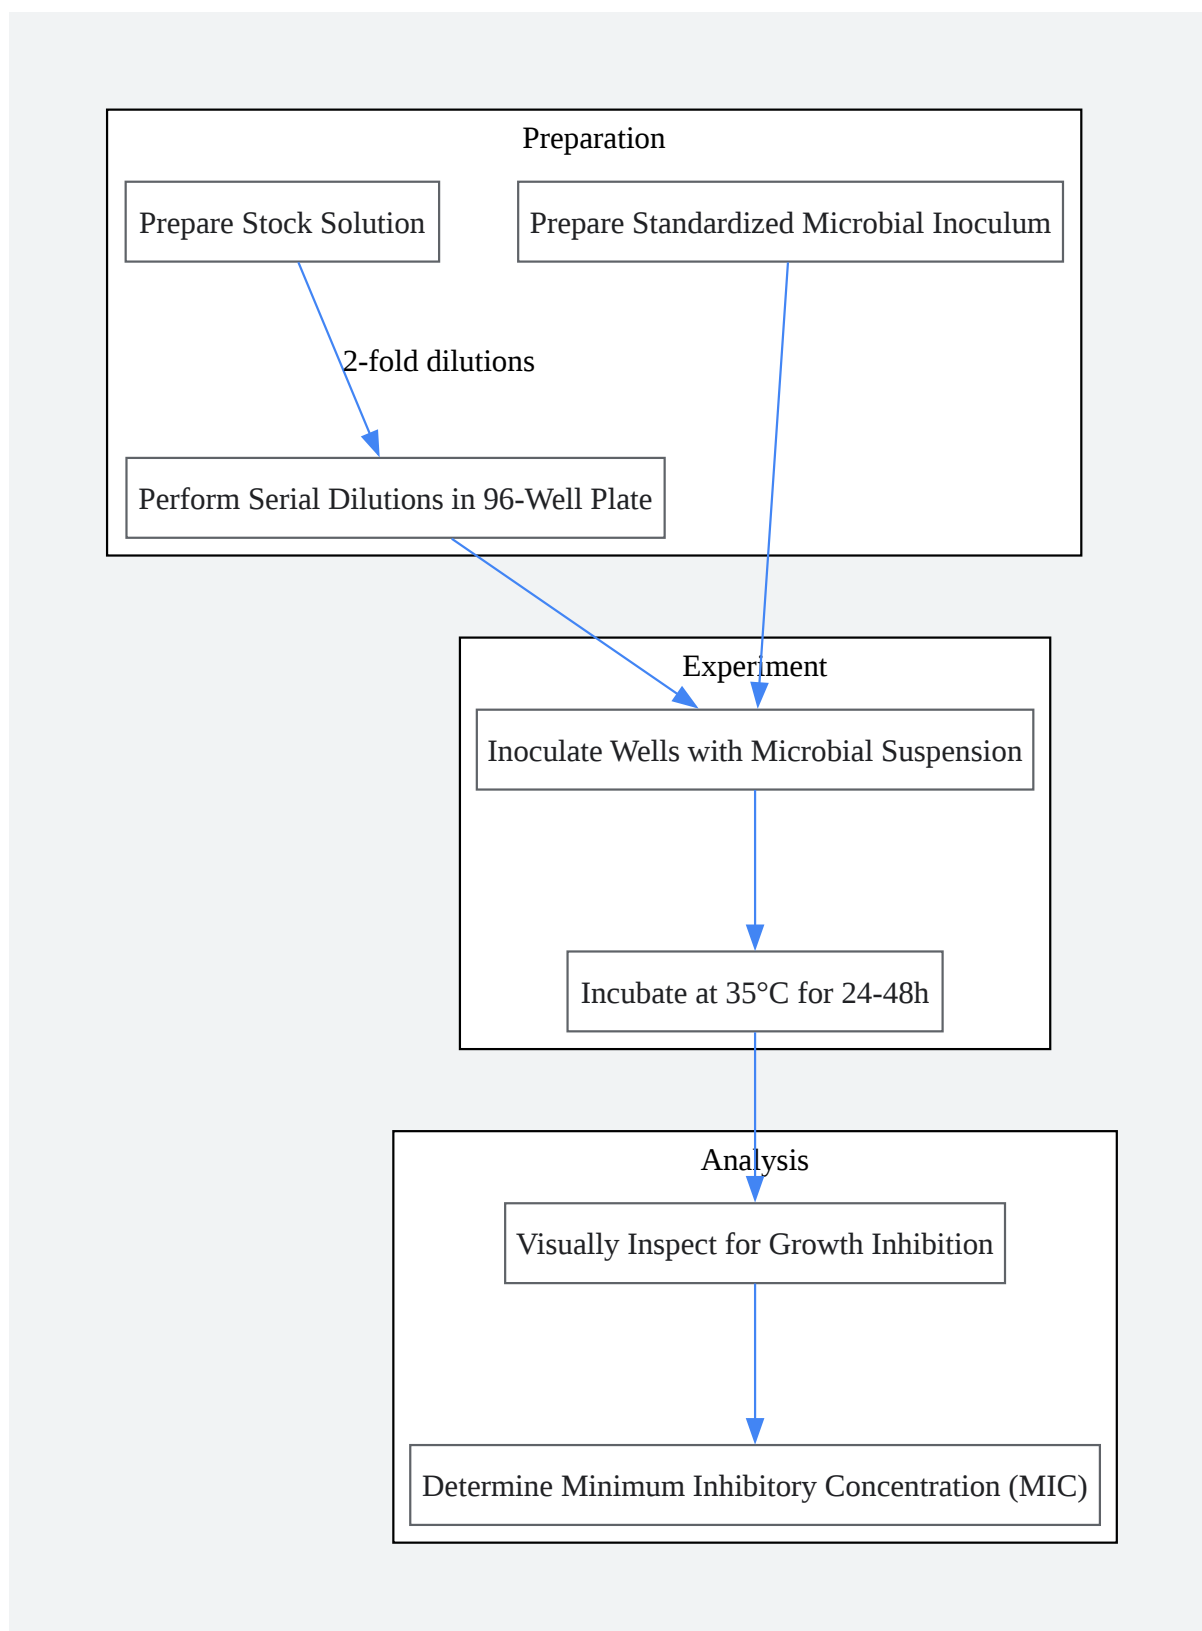 Preparation
Prepare Stock Solution
Prepare Standardized Microbial Inoculum
2-fold dilutions
Perform Serial Dilutions in 96-Well Plate
Experiment
Inoculate Wells with Microbial Suspension
Incubate at 35°C for 24-48h
Analysis
Visually Inspect for Growth Inhibition
Determine Minimum Inhibitory Concentration (MIC)